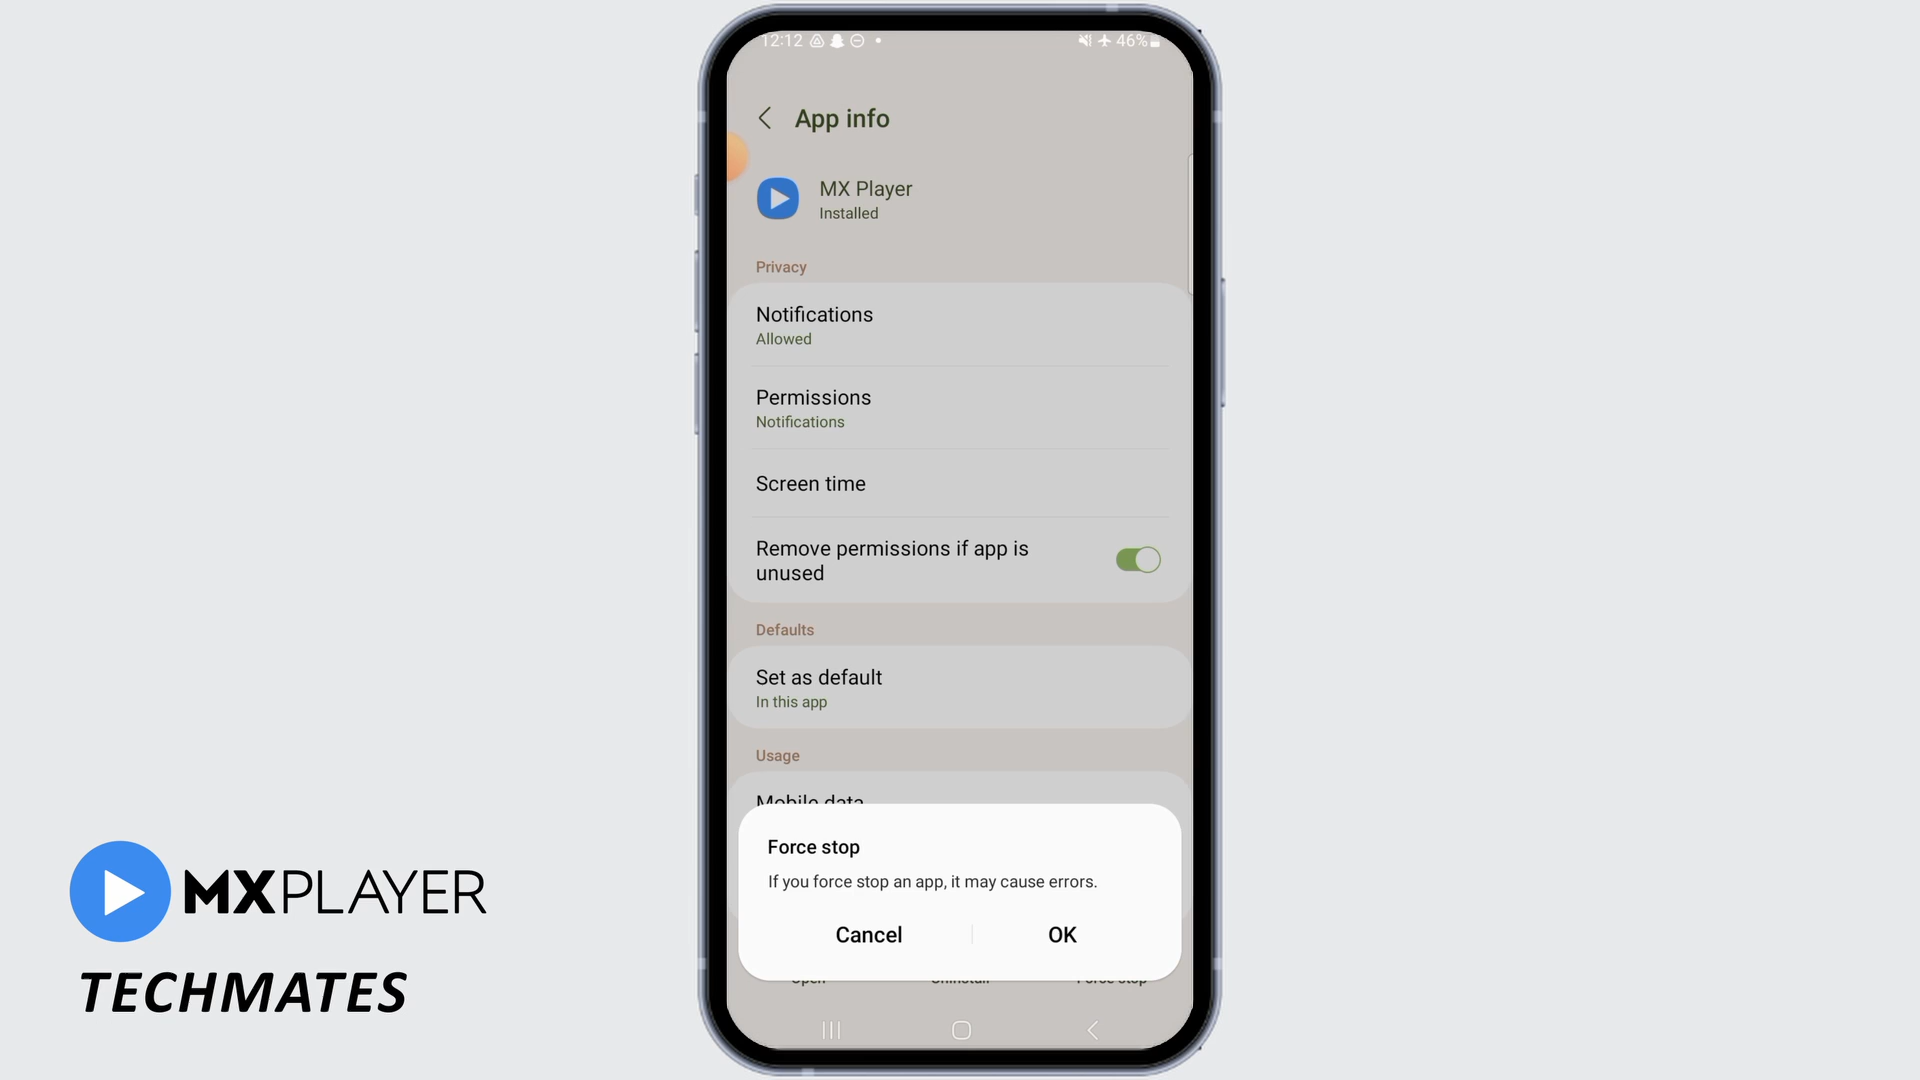 12:12
46%
App info
MX Player
Installed
Privacy
Notifications
Allowed
Permissions
Notifications
Screen time
Remove permissions if app is
unused
Defaults
Set as default
In this app
Usage
Mobile data
Force stop
If you force stop an app, it may cause errors.
Cancel
OK
Open
Uninstall
Force stop
MXPLAYER
TECHMATES